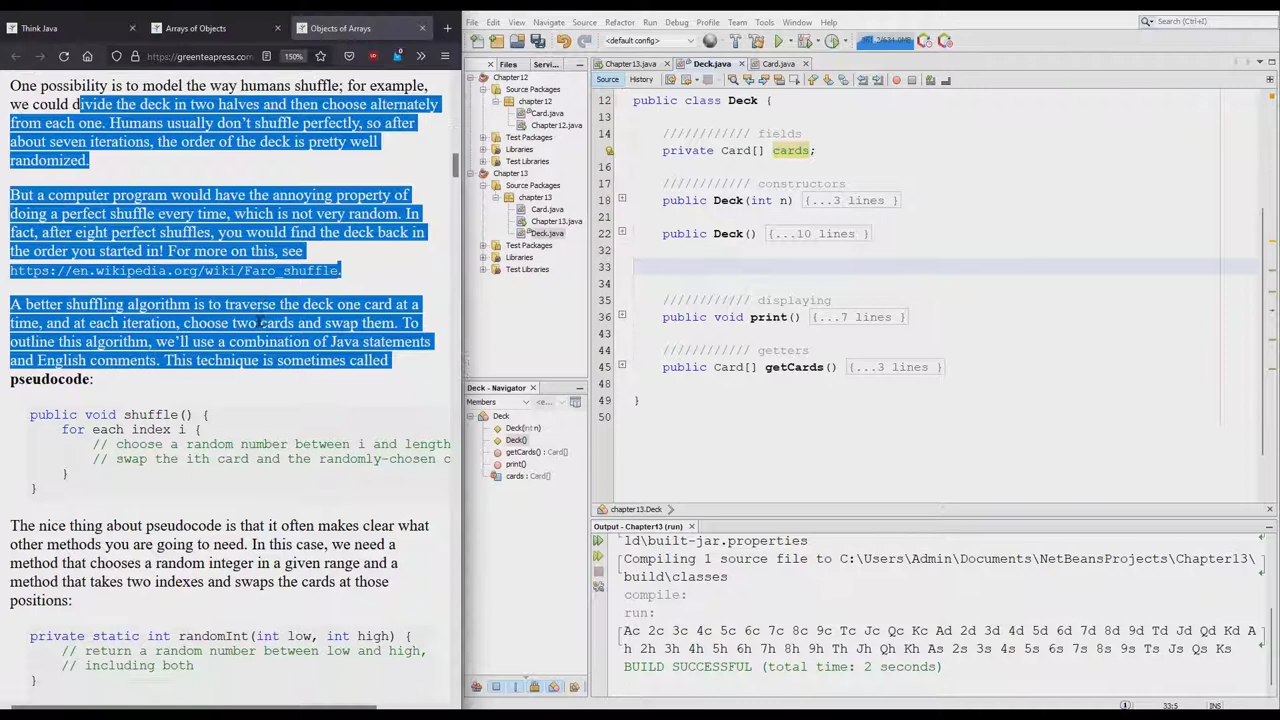 Think Java
Arrays of Objects
Objects of Arrays
https://greenteapress.com
150%
One possibility is to model the way humans shuffle; for example,
we could divide the deck in two halves and then choose alternately
from each one. Humans usually don't shuffle perfectly, so after
about seven iterations, the order of the deck is pretty well
randomized.
But a computer program would have the annoying property of
doing a perfect shuffle every time, which is not very random. In
fact, after eight perfect shuffles, you would find the deck back in
the order you started in! For more on this, see
https://en.wikipedia.org/wiki/Faro_shuffle.
A better shuffling algorithm is to traverse the deck one card at a
time, and at each iteration, choose two cards and swap them. To
outline this algorithm, we'll use a combination of Java statements
and English comments. This technique is sometimes called
pseudocode:
public void shuffle() {
for each index i {
// choose a random number between i and length
// swap the ith card and the randomly-chosen c
}
}
The nice thing about pseudocode is that it often makes clear what
other methods you are going to need. In this case, we need a
method that chooses a random integer in a given range and a
method that takes two indexes and swaps the cards at those
positions:
private static int randomInt(int low, int high) {
// return a random number between low and high,
// including both
}
File Edit View Navigate Source Refactor Run Debug Profile Team Tools Window Help
Search (Ctrl+I)
<default config>
Files
Servi...
Chapter12
Source Packages
chapter12
Card.java
Chapter12.java
Test Packages
Libraries
Test Libraries
Chapter13
Source Packages
chapter13
Card.java
Chapter13.java
Deck.java
Test Packages
Libraries
Test Libraries
Deck - Navigator
Members
<e...
Deck
Deck(int n)
Deck()
getCards() : Card[]
print()
cards : Card[]
Chapter13.java
Deck.java
Card.java
Source
History
12 public class Deck {
14 //////////// fields
private Card[] cards;
16
17 //////////// constructors
18 public Deck(int n) {...3 lines }
21
22 public Deck() {...10 lines }
33
35 //////////// displaying
36 public void print() {...7 lines }
44 //////////// getters
45 public Card[] getCards() {...3 lines }
48
49 }
50
chapter13.Deck
Output - Chapter13 (run)
ld\built-jar.properties
Compiling 1 source file to C:\Users\Admin\Documents\NetBeansProjects\Chapter13\
build\classes
compile:
run:
Ac 2c 3c 4c 5c 6c 7c 8c 9c Tc Jc Qc Kc Ad 2d 3d 4d 5d 6d 7d 8d 9d Td Jd Qd Kd A
h 2h 3h 4h 5h 6h 7h 8h 9h Th Jh Qh Kh As 2s 3s 4s 5s 6s 7s 8s 9s Ts Js Qs Ks
BUILD SUCCESSFUL (total time: 2 seconds)
33:5
INS